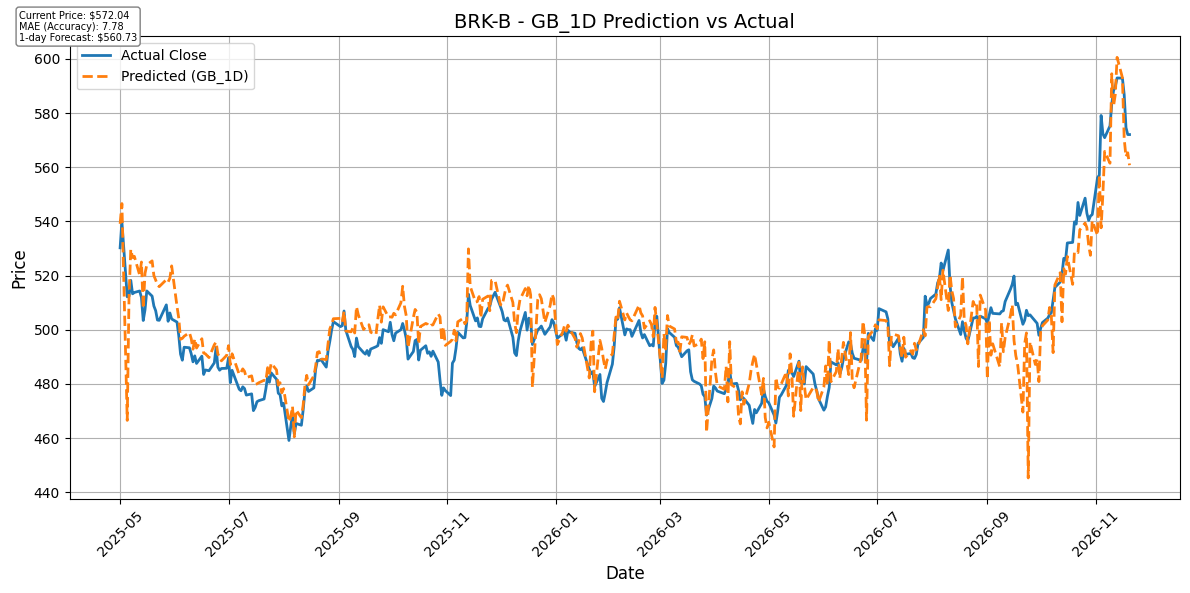 BRK-B - GB_1D Prediction vs Actual
Current Price: $572.04
MAE (Accuracy): 7.78
1-day Forecast: $560.73
Actual Close
Predicted (GB_1D)
Price
600
580
560
540
520
500
480
460
440
2025-05
2025-07
2025-09
2025-11
2026-01
2026-03
2026-05
2026-07
2026-09
2026-11
Date